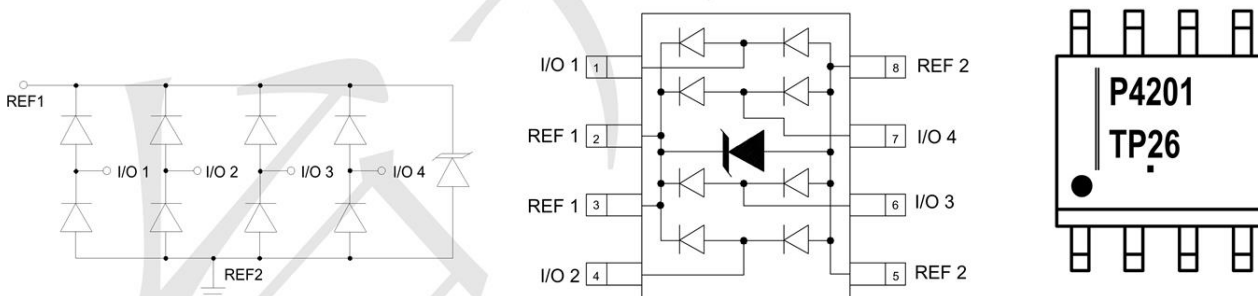 REF1
I/O 1
I/O 2
I/O 3
I/O 4
REF2
I/O 1 1
8 REF 2
REF 1 2
7 I/O 4
REF 1 3
6 I/O 3
I/O 2 4
5 REF 2
P4201
TP26